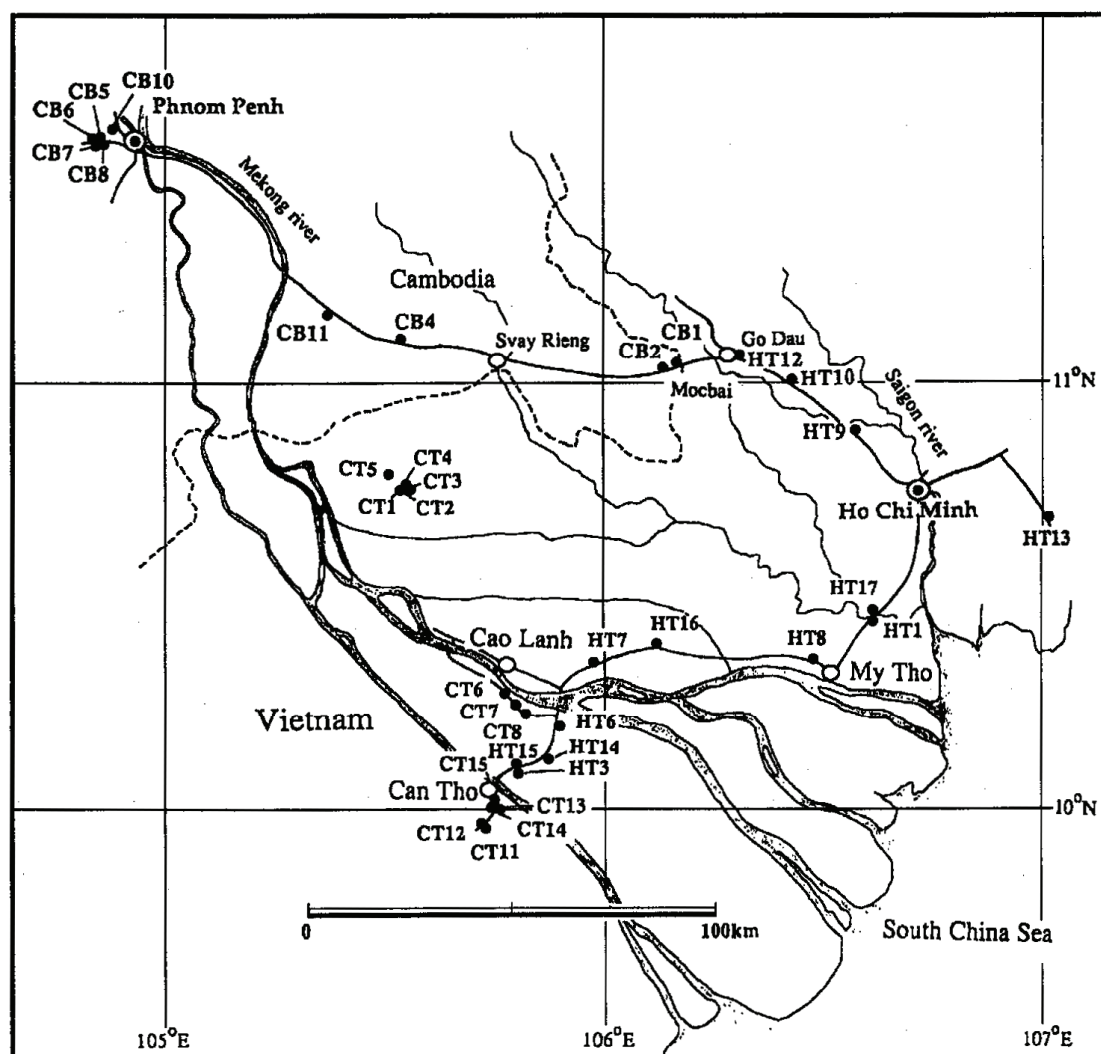 CB10
CB5
Phnom Penh
CB6
CB7
CB8
Mekong river
Cambodia
CB11
CB4
Svay Rieng
CB1
CB2
Go Dau
HT12
Mocbai
HT10
11°N
Saigon river
HT9
CT4
CT5
CT3
CT1
CT2
Ho Chi Minh
HT13
HT17
HT1
HT16
Cao Lanh
HT7
HT8
My Tho
CT6
CT7
Vietnam
HT6
CT8
HT15
HT14
CT15
HT3
Can Tho
CT13
10°N
CT12
CT14
CT11
0
100km
South China Sea
105°E
106°E
107°E